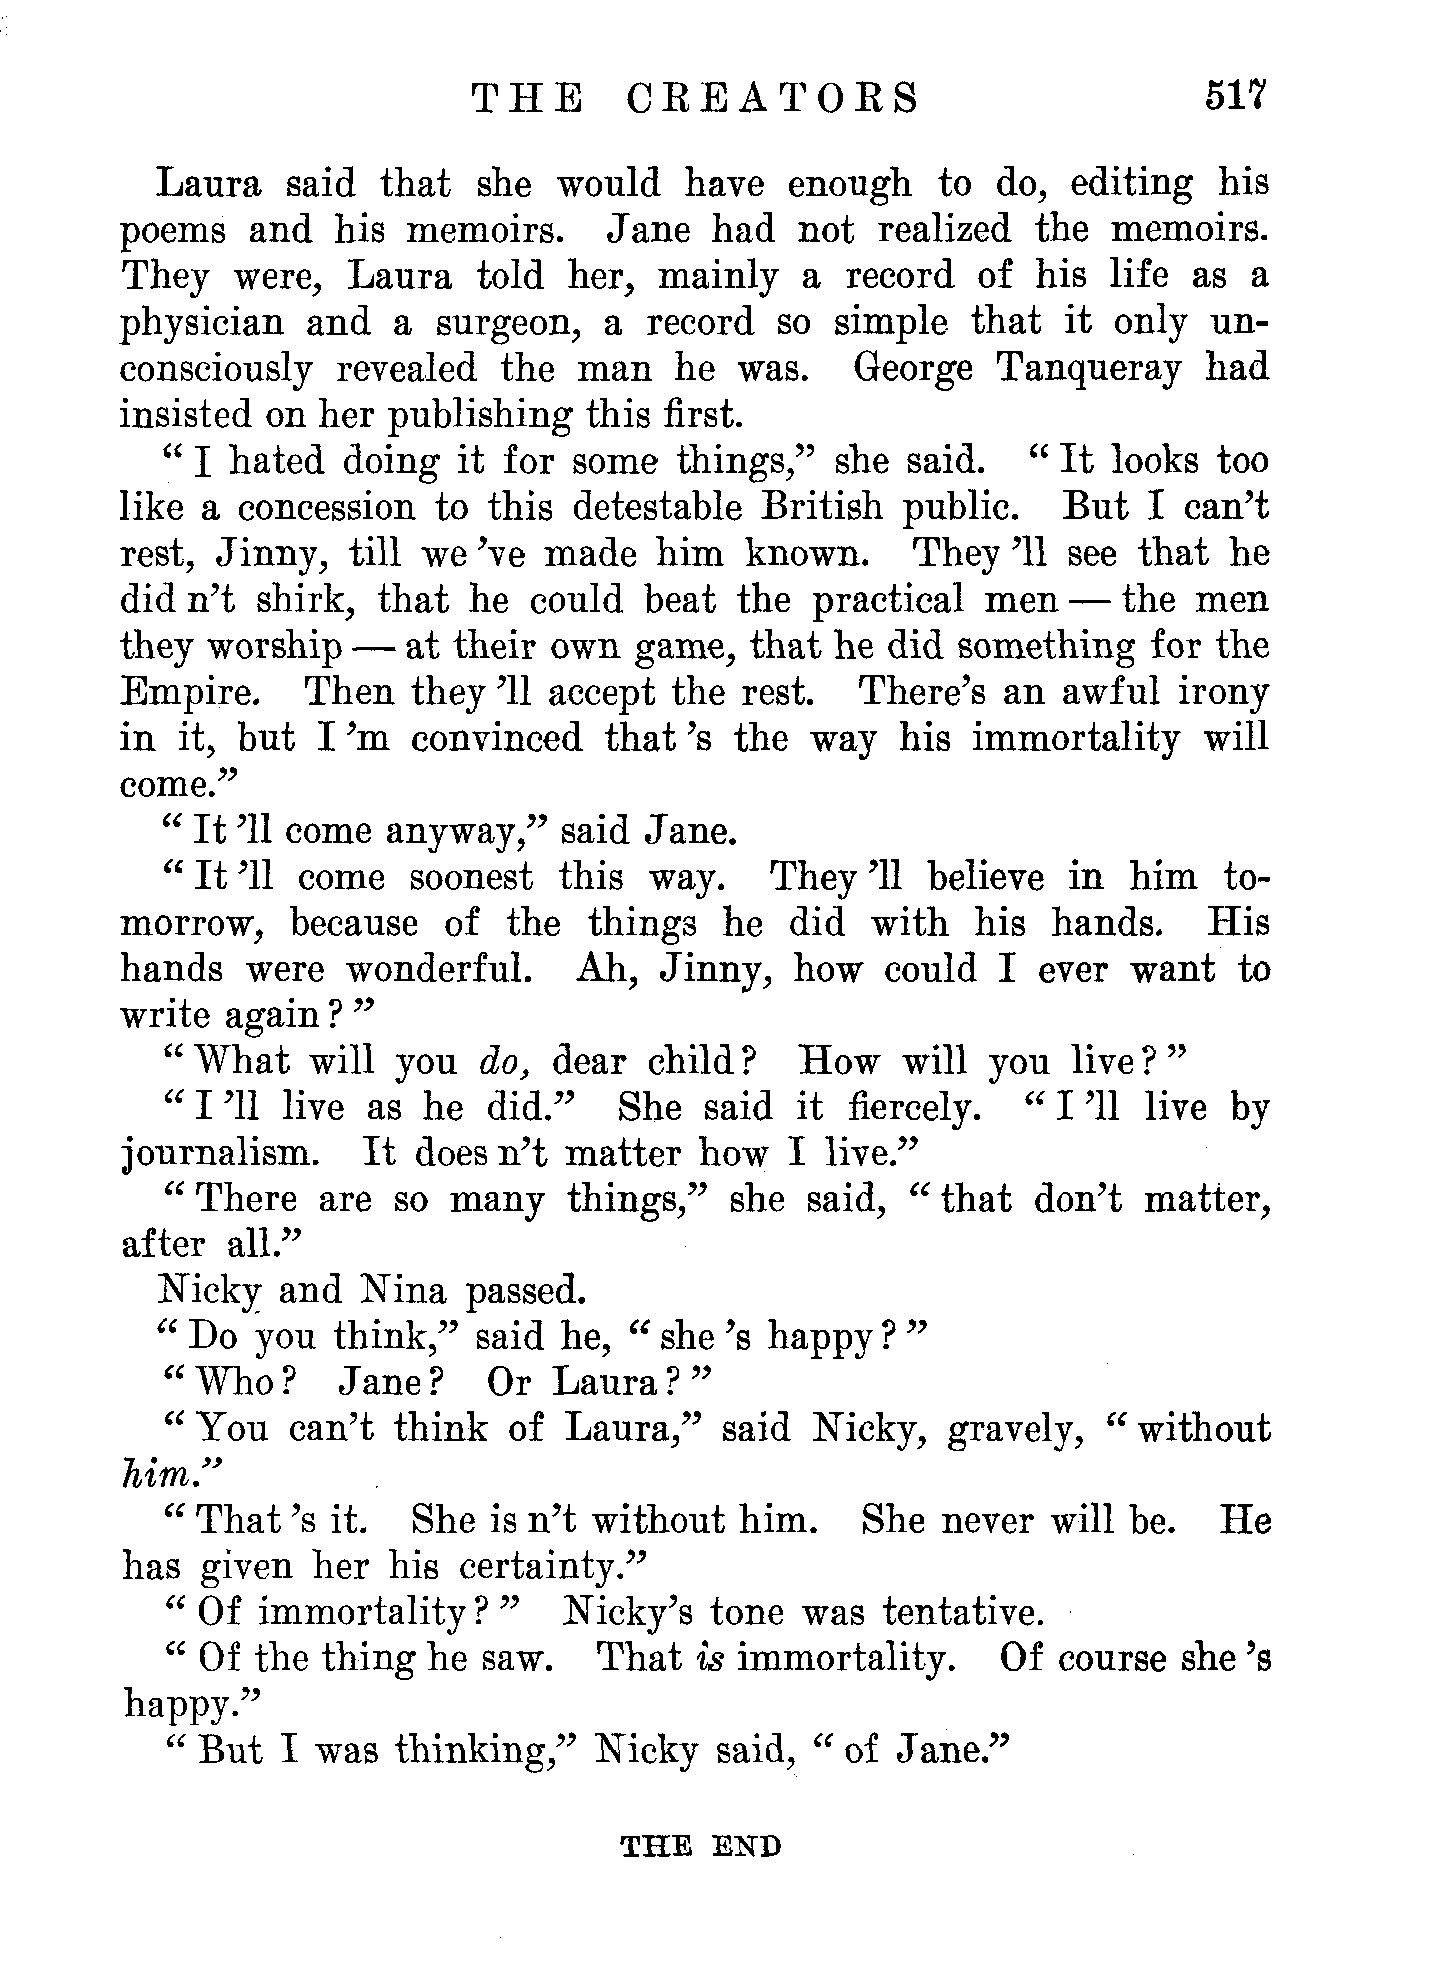 THE CREATORS 517
Laura said that she would have enough to do, editing his
poems and his memoirs. Jane had not realized the memoirs.
They were, Laura told her, mainly a record of his life as a
physician and a surgeon, a record so simple that it only un-
consciously revealed the man he was. George Tanqueray had
insisted on her publishing this first.
“ I hated doing it for some things,” she said. “ It looks too
like a concession to this detestable British public. But I can’t
rest, Jinny, till we ’ve made him known. They ’ll see that he
did n’t shirk, that he could beat the practical men — the men
they worship — at their own game, that he did something for the
Empire. Then they ’ll accept the rest. There’s an awful irony
in it, but I ’m convinced that ’s the way his immortality will
come.”
“ It ’ll come anyway,” said Jane.
“ It ’ll come soonest this way. They ’ll believe in him to-
morrow, because of the things he did with his hands. His
hands were wonderful. Ah, Jinny, how could I ever want to
write again ? ”
“ What will you do, dear child? How will you live ? ”
“ I ’ll live as he did.” She said it fiercely. “ I ’ll live by
journalism. It does n’t matter how I live.”
“ There are so many things,” she said, “ that don’t matter,
after all.”
Nicky and Nina passed.
“ Do you think,” said he, “ she ’s happy ? ”
“ Who ? Jane ? Or Laura ? ”
“ You can’t think of Laura,” said Nicky, gravely, “ without
him.”
“ That ’s it. She is n’t without him. She never will be. He
has given her his certainty.”
“ Of immortality ? ” Nicky’s tone was tentative.
“ Of the thing he saw. That is immortality. Of course she ’s
happy.”
“ But I was thinking,” Nicky said, “ of Jane.”
THE END